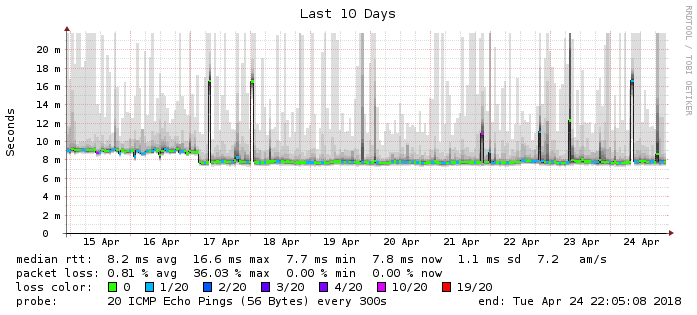 Last 10 Days
RRDTOOL / TOBI OETIKER
Seconds
20 m
18 m
16 m
14 m
12 m
10 m
8 m
6 m
4 m
2 m
0
15 Apr 16 Apr 17 Apr 18 Apr 19 Apr 20 Apr 21 Apr 22 Apr 23 Apr 24 Apr
median rtt: 8.2 ms avg 16.6 ms max 7.7 ms min 7.8 ms now 1.1 ms sd 7.2 am/s
packet loss: 0.81 % avg 36.03 % max 0.00 % min 0.00 % now
loss color: 0 1/20 2/20 3/20 4/20 10/20 19/20
probe: 20 ICMP Echo Pings (56 Bytes) every 300s end: Tue Apr 24 22:05:08 2018